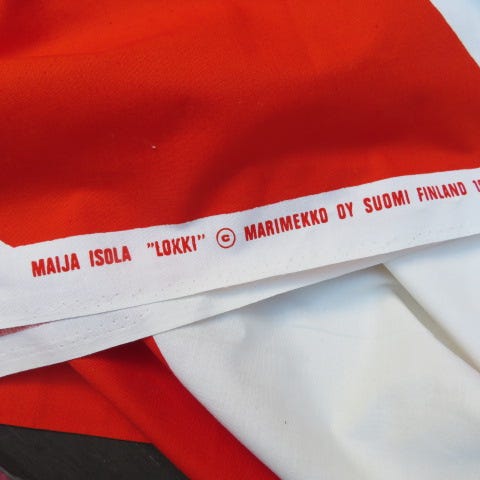 MAIJA ISOLA "LOKKI" © MARIMEKKO OY SUOMI FINLAND